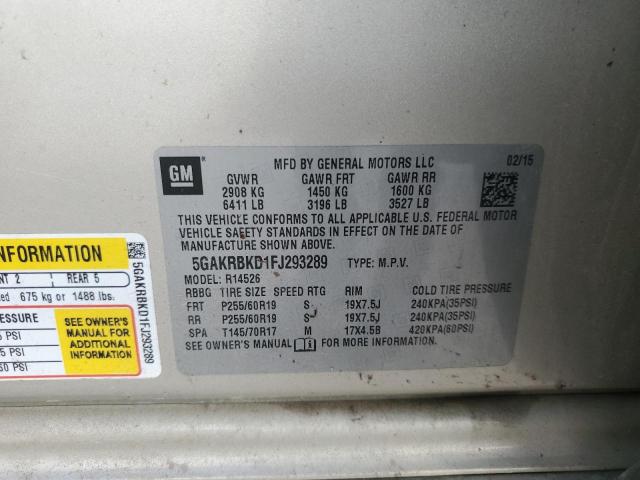 GM
MFD BY GENERAL MOTORS LLC 02/15
GVWR GAWR FRT GAWR RR
2908 KG 1450 KG 1600 KG
6411 LB 3196 LB 3527 LB
THIS VEHICLE CONFORMS TO ALL APPLICABLE U.S. FEDERAL MOTOR
VEHICLE SAFETY STANDARDS IN EFFECT ON THE DATE OF
MANUFACTURE SHOWN ABOVE.
5GAKRBKD1FJ293289 TYPE: M.P.V.
MODEL: R14526
RBBG TIRE SIZE SPEED RTG RIM COLD TIRE PRESSURE
FRT P255/60R19 S 19X7.5J 240KPA(35PSI)
RR P255/60R19 S 19X7.5J 240KPA(35PSI)
SPA T145/70R17 M 17X4.5B 420KPA(60PSI)
SEE OWNER'S MANUAL FOR MORE INFORMATION
INFORMATION
2 REAR 5
675 kg or 1488 lbs.
SEE OWNER'S
MANUAL FOR
ADDITIONAL
INFORMATION
PSI
PSI
PSI
5GAKRBKD1FJ293289